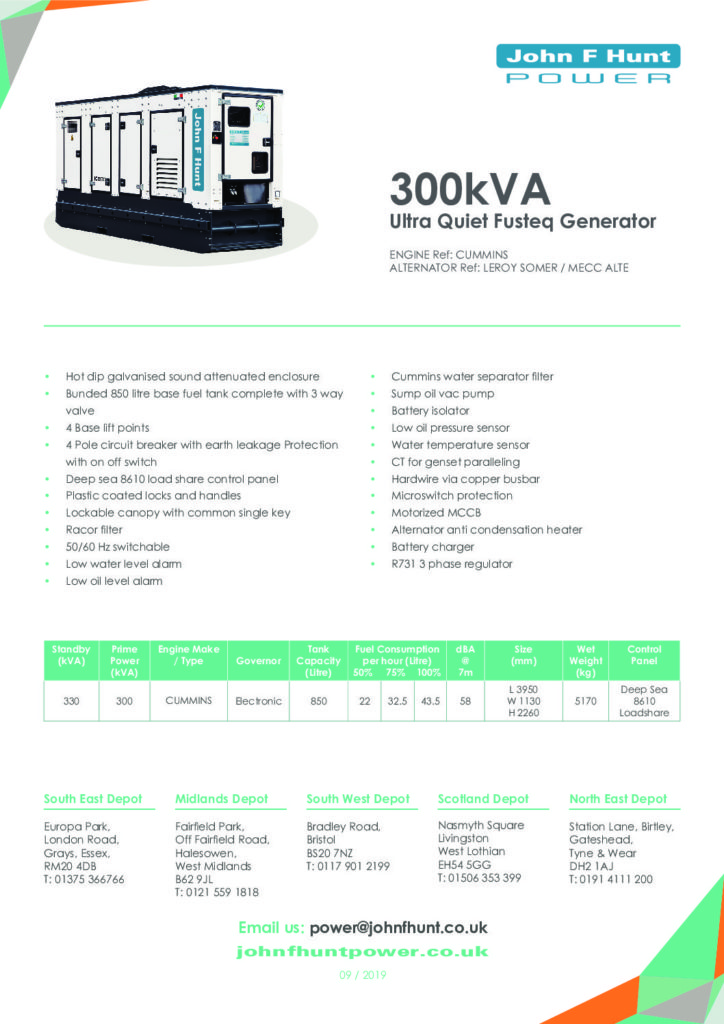 John F Hunt
POWER
John F Hunt
300kVA
Ultra Quiet Fusteq Generator
ENGINE Ref: CUMMINS
ALTERNATOR Ref: LEROY SOMER / MECC ALTE
• Hot dip galvanised sound attenuated enclosure
• Bunded 850 litre base fuel tank complete with 3 way
valve
• 4 Base lift points
• 4 Pole circuit breaker with earth leakage Protection
with on off switch
• Deep sea 8610 load share control panel
• Plastic coated locks and handles
• Lockable canopy with common single key
• Racor filter
• 50/60 Hz switchable
• Low water level alarm
• Low oil level alarm
• Cummins water separator filter
• Sump oil vac pump
• Battery isolator
• Low oil pressure sensor
• Water temperature sensor
• CT for genset paralleling
• Hardwire via copper busbar
• Microswitch protection
• Motorized MCCB
• Alternator anti condensation heater
• Battery charger
• R731 3 phase regulator
Standby (kVA) Prime Power (kVA) Engine Make / Type Governor Tank Capacity (Litre) Fuel Consumption per hour (Litre) 50% 75% 100% dBA @ 7m Size (mm) Wet Weight (kg) Control Panel
330 300 CUMMINS Electronic 850 22 32.5 43.5 58 L 3950 W 1130 H 2260 5170 Deep Sea 8610 Loadshare
South East Depot
Europa Park,
London Road,
Grays, Essex,
RM20 4DB
T: 01375 366766
Midlands Depot
Fairfield Park,
Off Fairfield Road,
Halesowen,
West Midlands
B62 9JL
T: 0121 559 1818
South West Depot
Bradley Road,
Bristol
BS20 7NZ
T: 0117 901 2199
Scotland Depot
Nasmyth Square
Livingston
West Lothian
EH54 5GG
T: 01506 353 399
North East Depot
Station Lane, Birtley,
Gateshead,
Tyne & Wear
DH2 1AJ
T: 0191 4111 200
Email us: power@johnfhunt.co.uk
johnfhuntpower.co.uk
09 / 2019